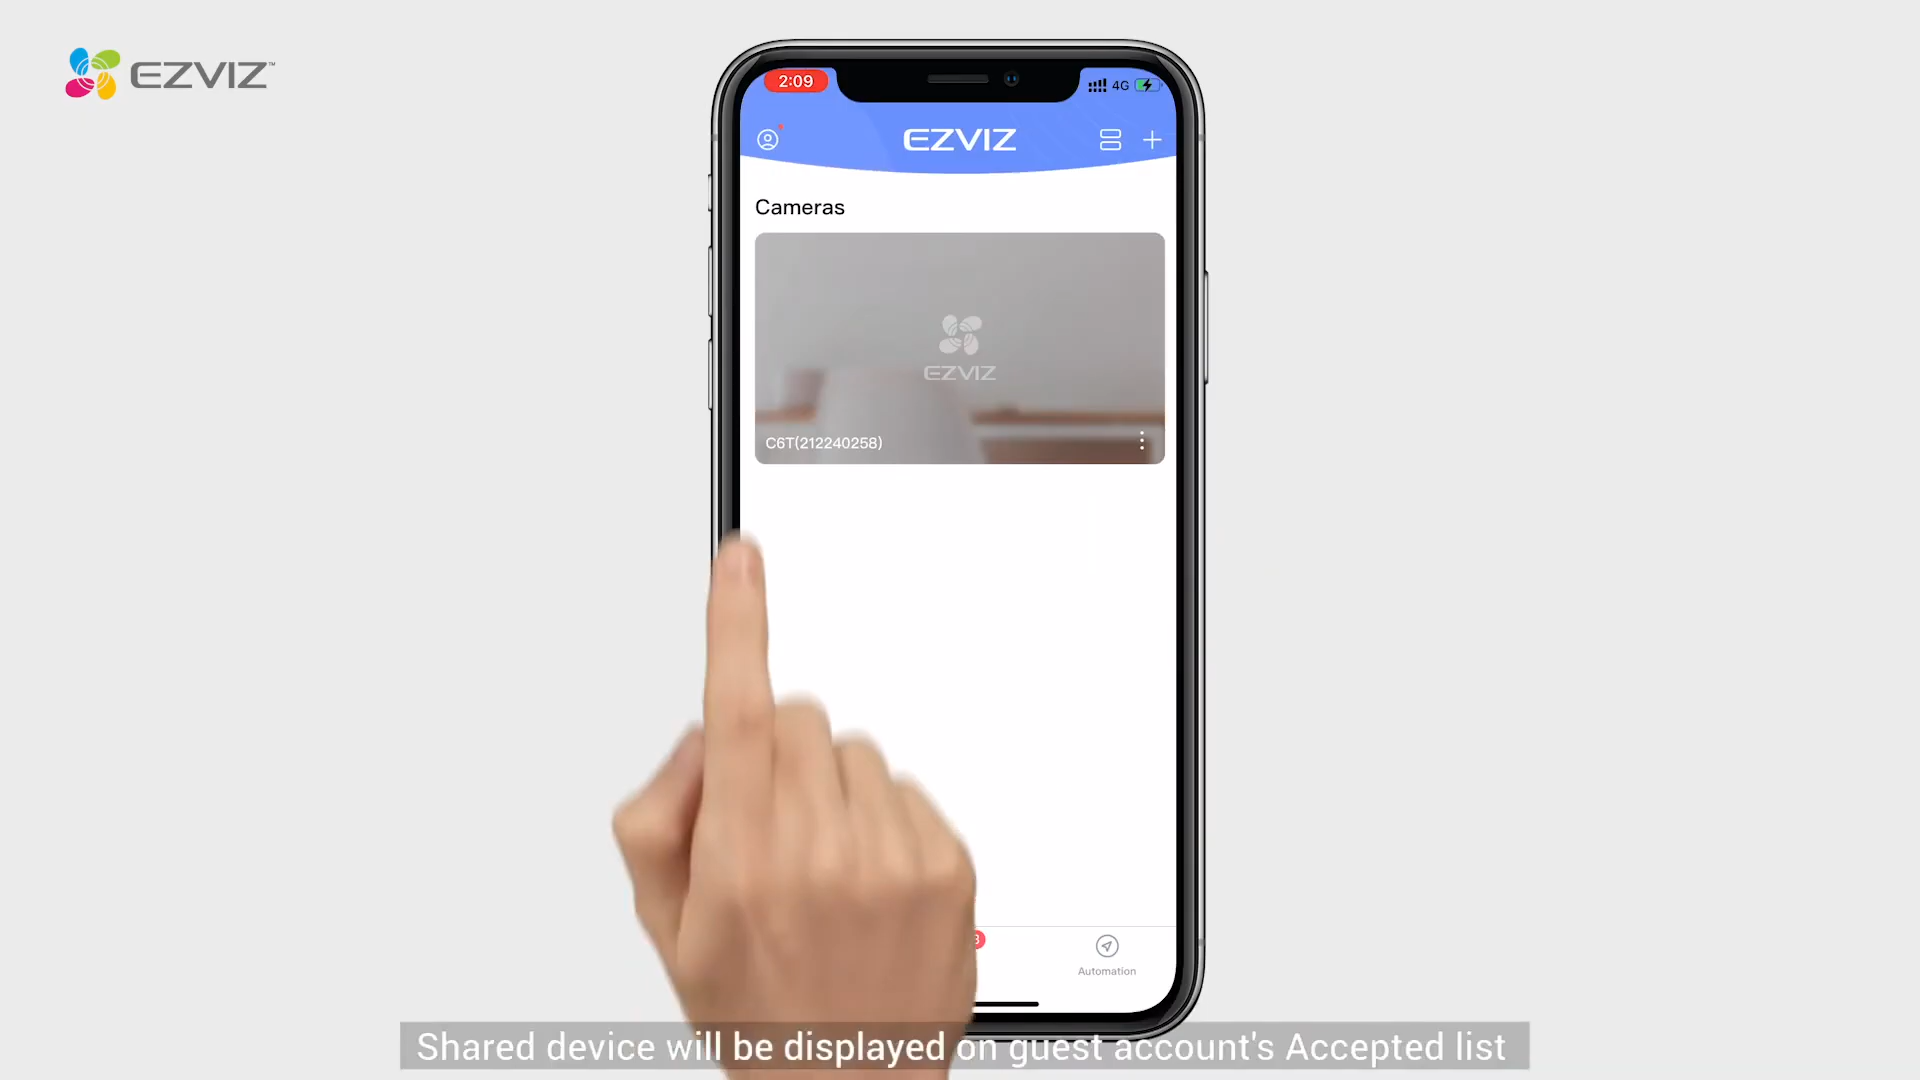 EZVIZ™
2:09
4G
EZVIZ
Cameras
EZVIZ
C6T(212240258)
Automation
Shared device will be displayed on guest account's Accepted list